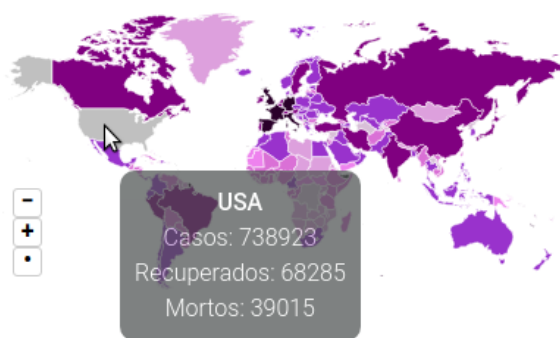 USA
Casos: 738923
Recuperados: 68285
Mortos: 39015
-
+
•